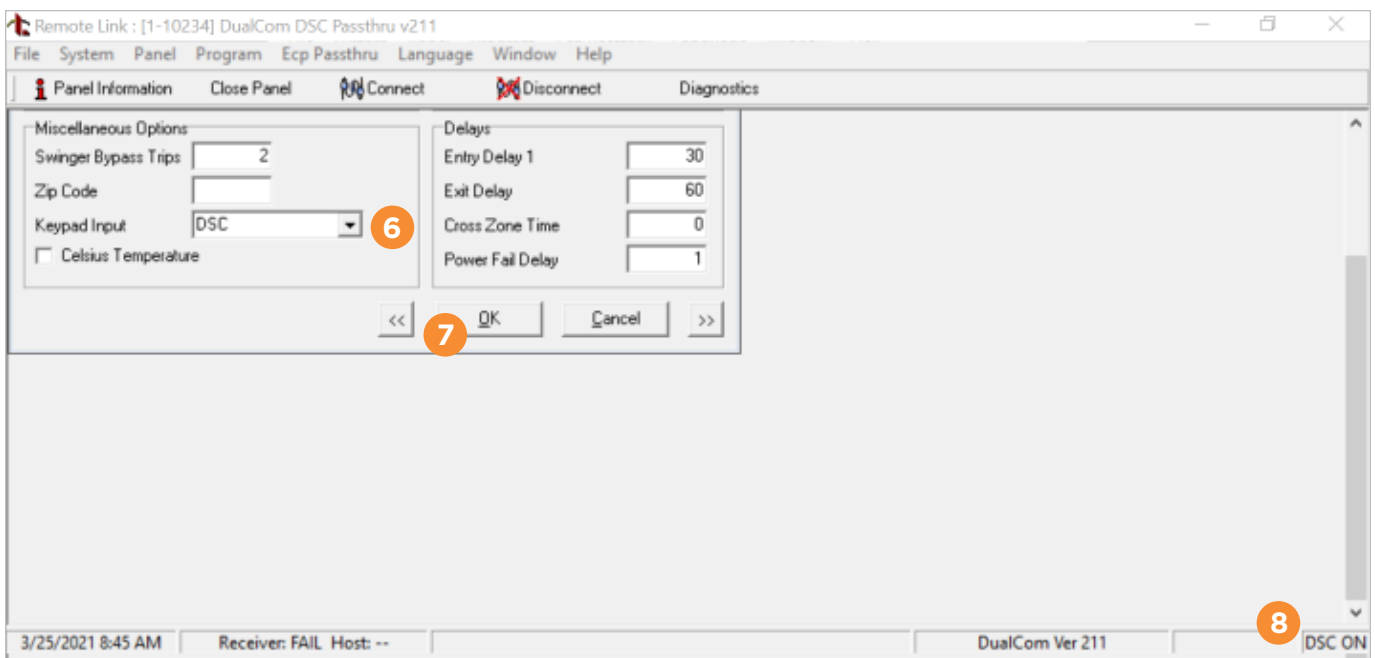 Remote Link : [1-10234] DualCom DSC Passthru v211
File System Panel Program Ecp Passthru Language Window Help
Panel Information Close Panel Connect Disconnect Diagnostics
Miscellaneous Options
Swinger Bypass Trips 2
Zip Code
Keypad Input DSC 6
Celsius Temperature
Delays
Entry Delay 1 30
Exit Delay 60
Cross Zone Time 0
Power Fail Delay 1
<< 7 OK Cancel >>
8
3/25/2021 8:45 AM Receiver: FAIL Host: -- DualCom Ver 211 DSC ON